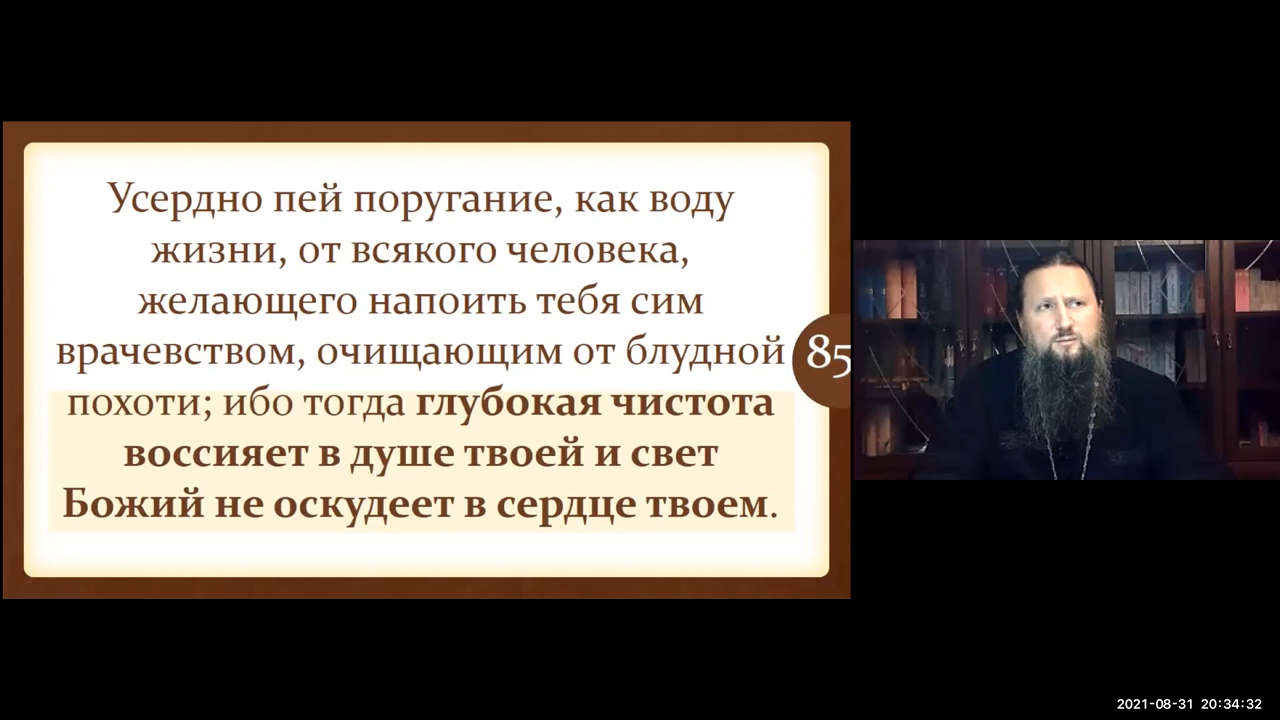 Усердно пей поругание, как воду
жизни, от всякого человека,
желающего напоить тебя сим
врачевством, очищающим от блудной
похоти; ибо тогда глубокая чистота
воссияет в душе твоей и свет
Божий не оскудеет в сердце твоем.
85
2021-08-31 20:34:32